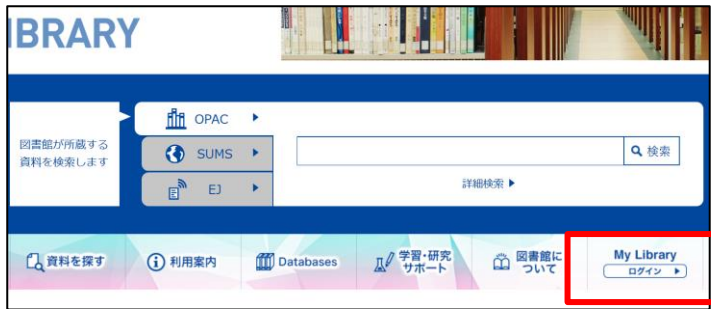 IBRARY
OPAC
図書館が所蔵する
資料を検索します
SUMS
検索
EJ
詳細検索
資料を探す
利用案内
Databases
学習・研究
サポート
図書館に
ついて
My Library
ログイン